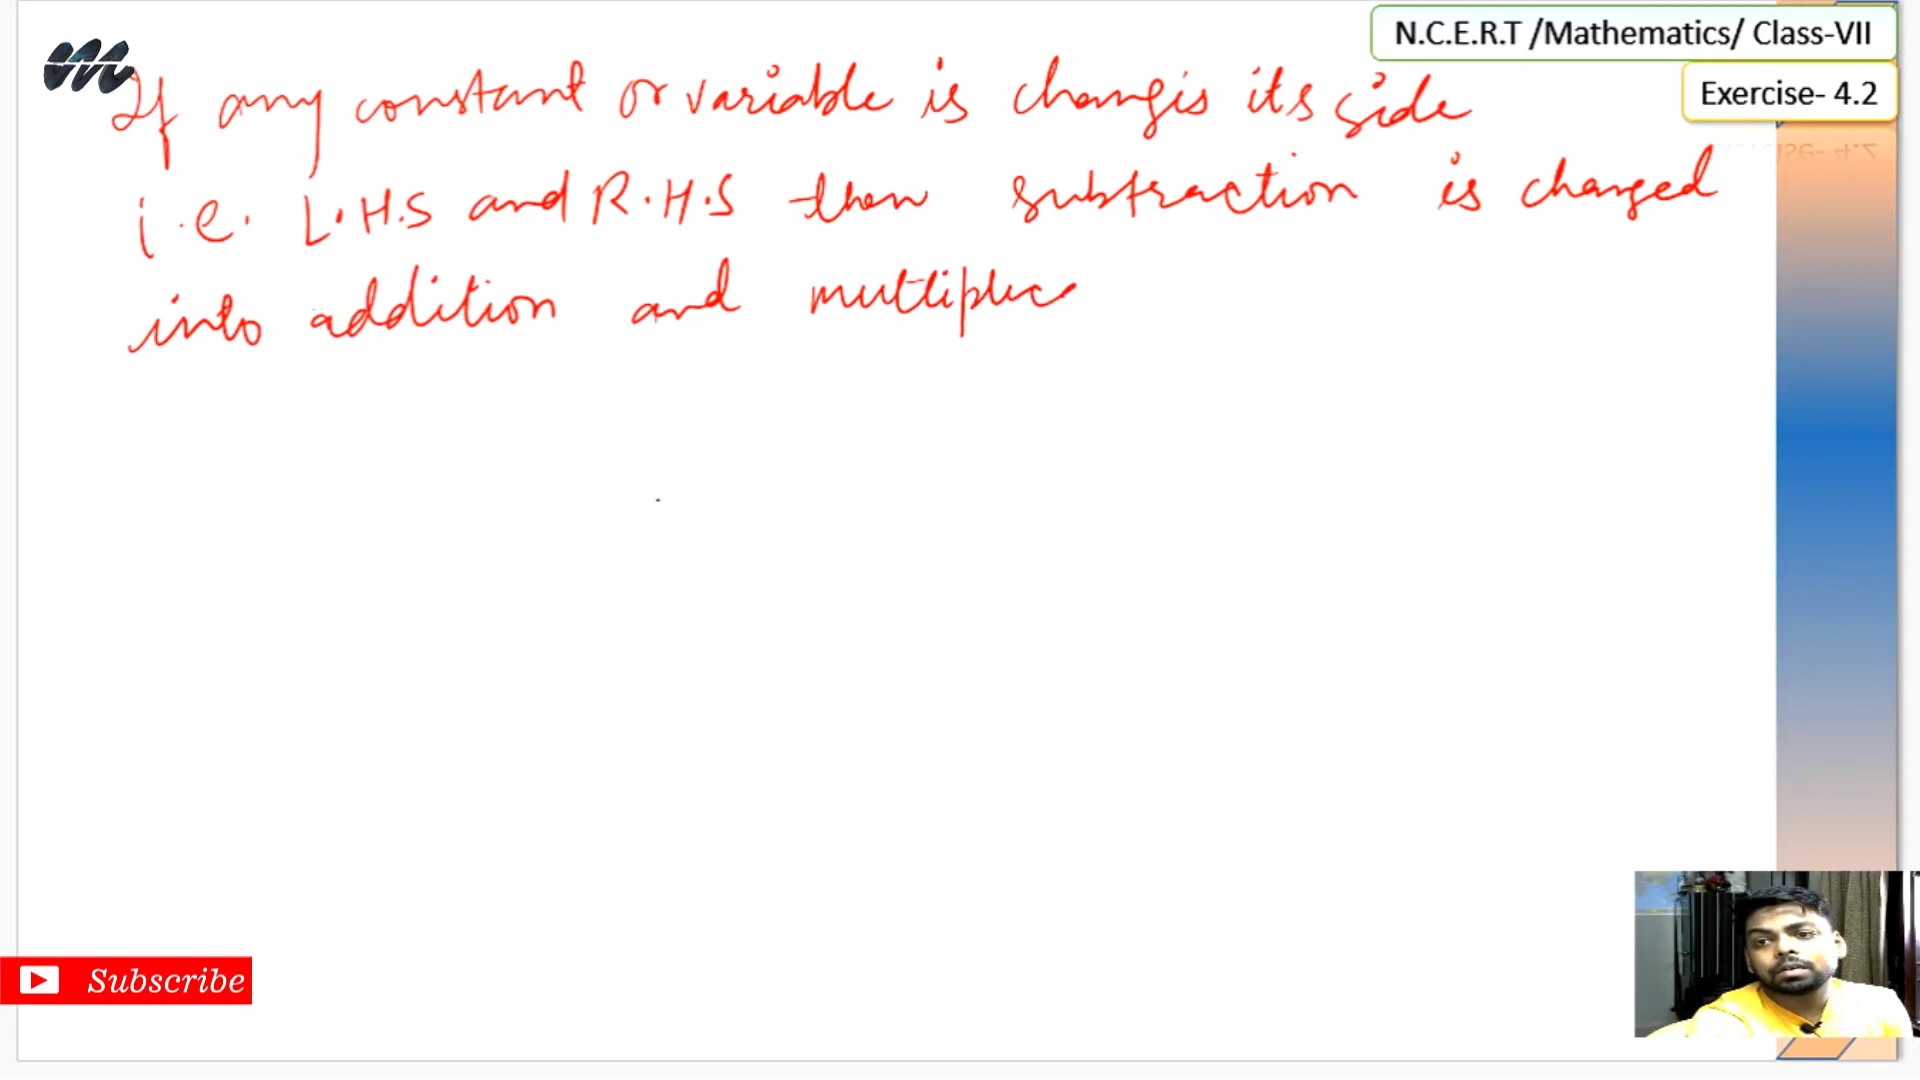 N.C.E.R.T /Mathematics/ Class-VII
Exercise- 4.2
If any constant or variable is changis its side
i.e. L.H.S and R.H.S then subtraction is changed
into addition and multiplic
Subscribe